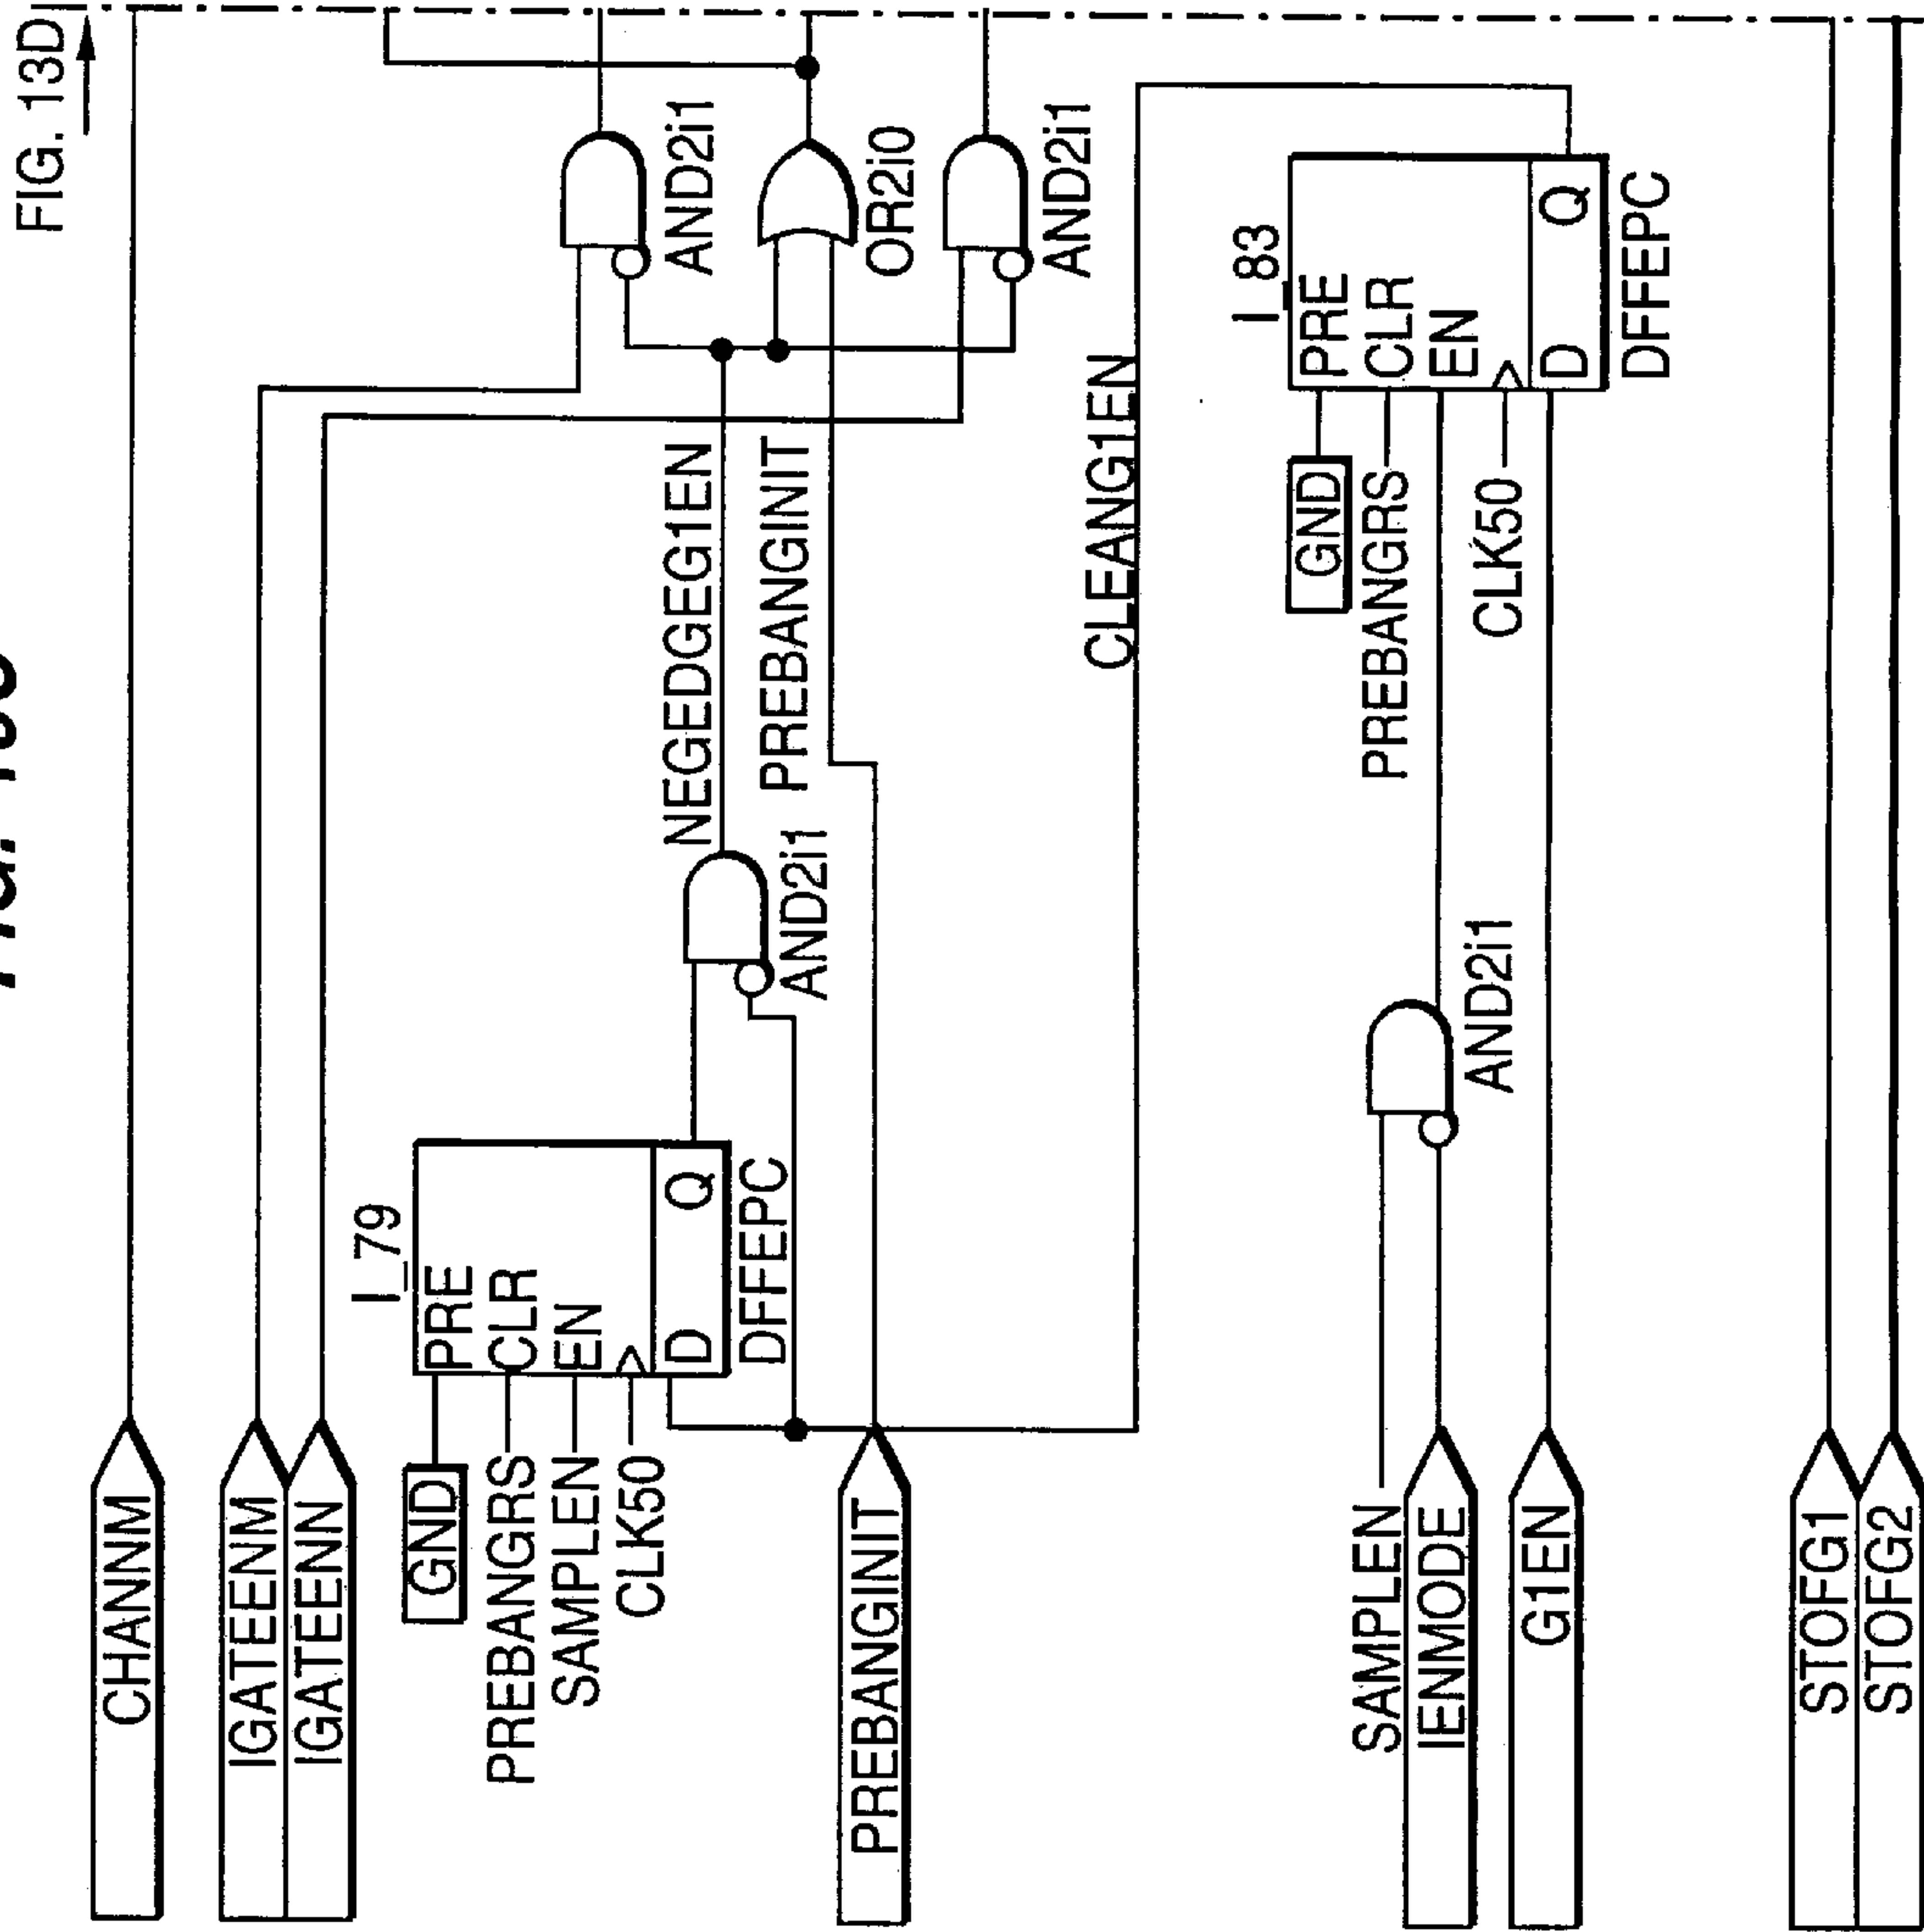 FIG. 13D
CHANNM
IGATEENM
IGATEENN
I_79
PRE
CLR
EN
D Q
DFFEPC
GND
PREBANGRS
SAMPLEN
CLK50
AND2i1
NEGEDGEG1EN
PREBANGINIT
PREBANGINIT
AND2i1
OR2i0
AND2i1
CLEANG1EN
I_83
PRE
CLR
EN
D Q
DFFEPC
GND
PREBANGRS
CLK50
SAMPLEN
IENMODE
AND2i1
G1EN
STOFG1
STOFG2